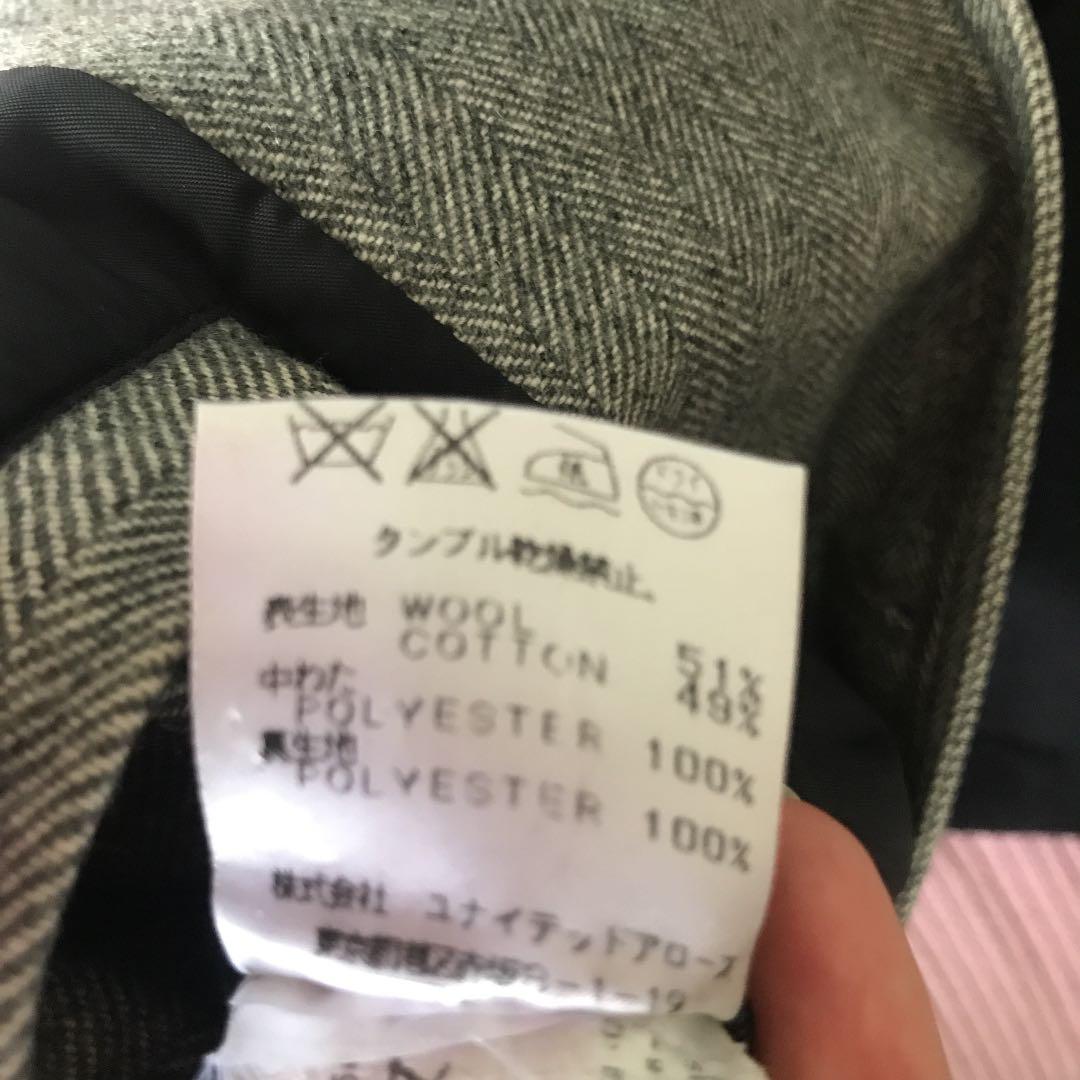 タンブル乾燥禁止。
表生地 WOOL 51%
COTTON 49%
中わた
POLYESTER 100%
裏生地
POLYESTER 100%
株式会社 ユナイテッドアローズ